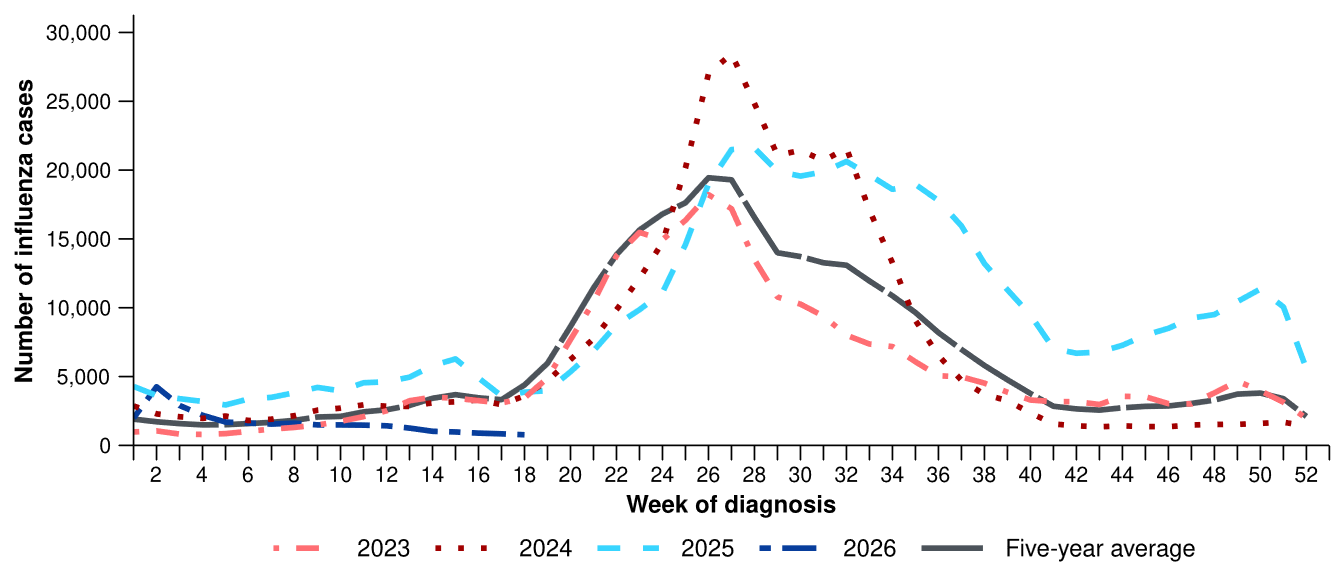 Number of influenza cases
30,000
25,000
20,000
15,000
10,000
5,000
0
2 4 6 8 10 12 14 16 18 20 22 24 26 28 30 32 34 36 38 40 42 44 46 48 50 52
Week of diagnosis
2023 2024 2025 2026 Five-year average